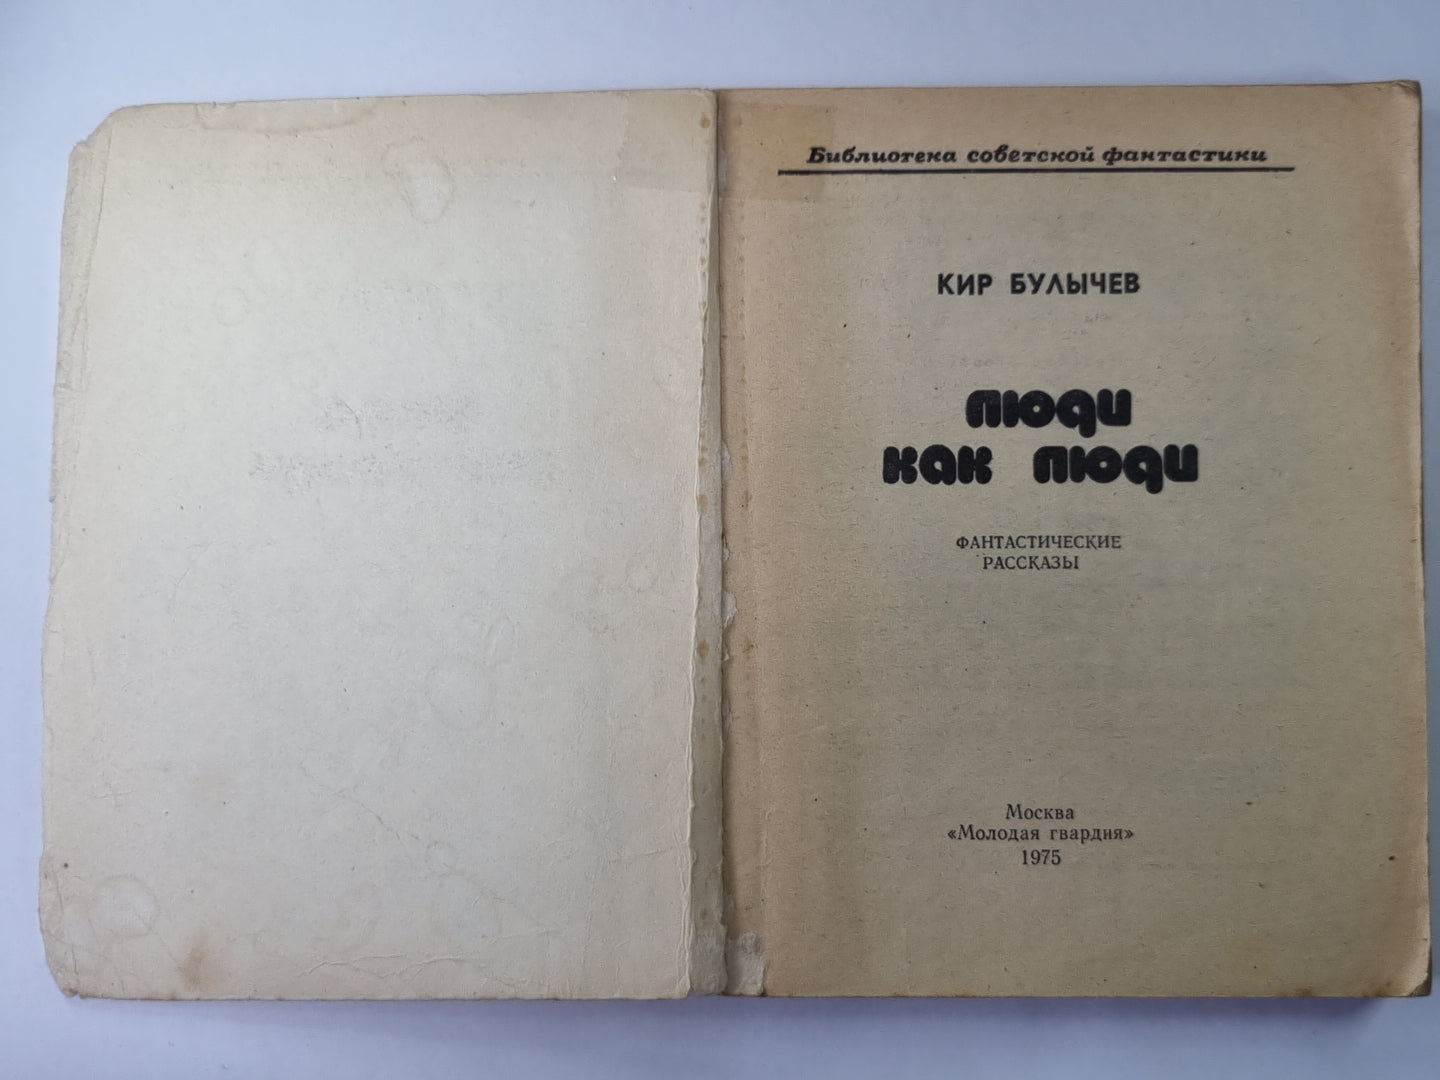 Библиотека советской фантастики
КИР БУЛЫЧЕВ
люди
как люди
ФАНТАСТИЧЕСКИЕ
РАССКАЗЫ
Москва
«Молодая гвардия»
1975